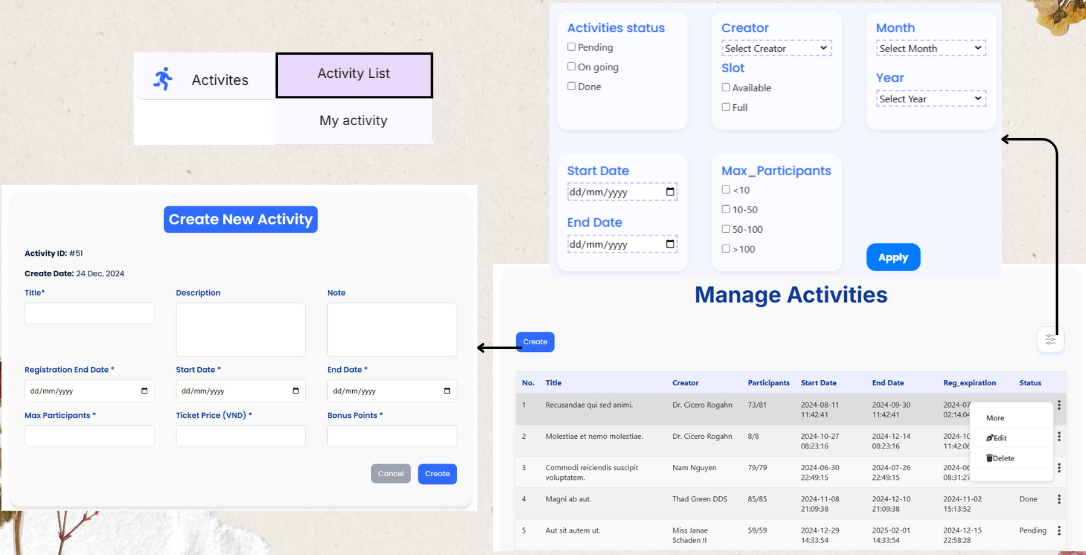 Activites
Activity List
My activity
Activities status
Pending
On going
Done
Creator
Select Creator
Slot
Available
Full
Month
Select Month
Year
Select Year
Start Date
dd/mm/yyyy
End Date
dd/mm/yyyy
Max_Participants
<10
10-50
50-100
>100
Apply
Create New Activity
Activity ID: #51
Create Date: 24 Dec, 2024
Title* Description Note
Registration End Date * Start Date * End Date *
dd/mm/yyyy dd/mm/yyyy dd/mm/yyyy
Max Participants * Ticket Price (VND) * Bonus Points *
Cancel Create
Manage Activities
Create
No. Title Creator Participants Start Date End Date Reg_expiration Status
1 Recusandae qui sed animi. Dr. Cicero Rogahn 73/81 2024-08-11 2024-09-30 2024-07
11:42:41 11:42:41 02:14:04
2 Molestiae et nemo molestiae. Dr. Cicero Rogahn 8/8 2024-10-27 2024-12-14 2024-10
08:23:16 08:23:16 11:42:06
3 Commodi reiciendis suscipit Nam Nguyen 79/79 2024-06-30 2024-07-26 2024-06
voluptatem. 22:49:15 22:49:15 08:31:27
More
Edit
Delete
4 Magni ab aut. Thad Green DDS 85/85 2024-11-08 2024-12-10 2024-11-02 Done
21:09:38 21:09:38 15:13:52
5 Aut sit autem ut. Miss Janae 59/59 2024-12-29 2025-02-01 2024-12-15 Pending
Schaden II 14:33:54 14:33:54 22:58:28